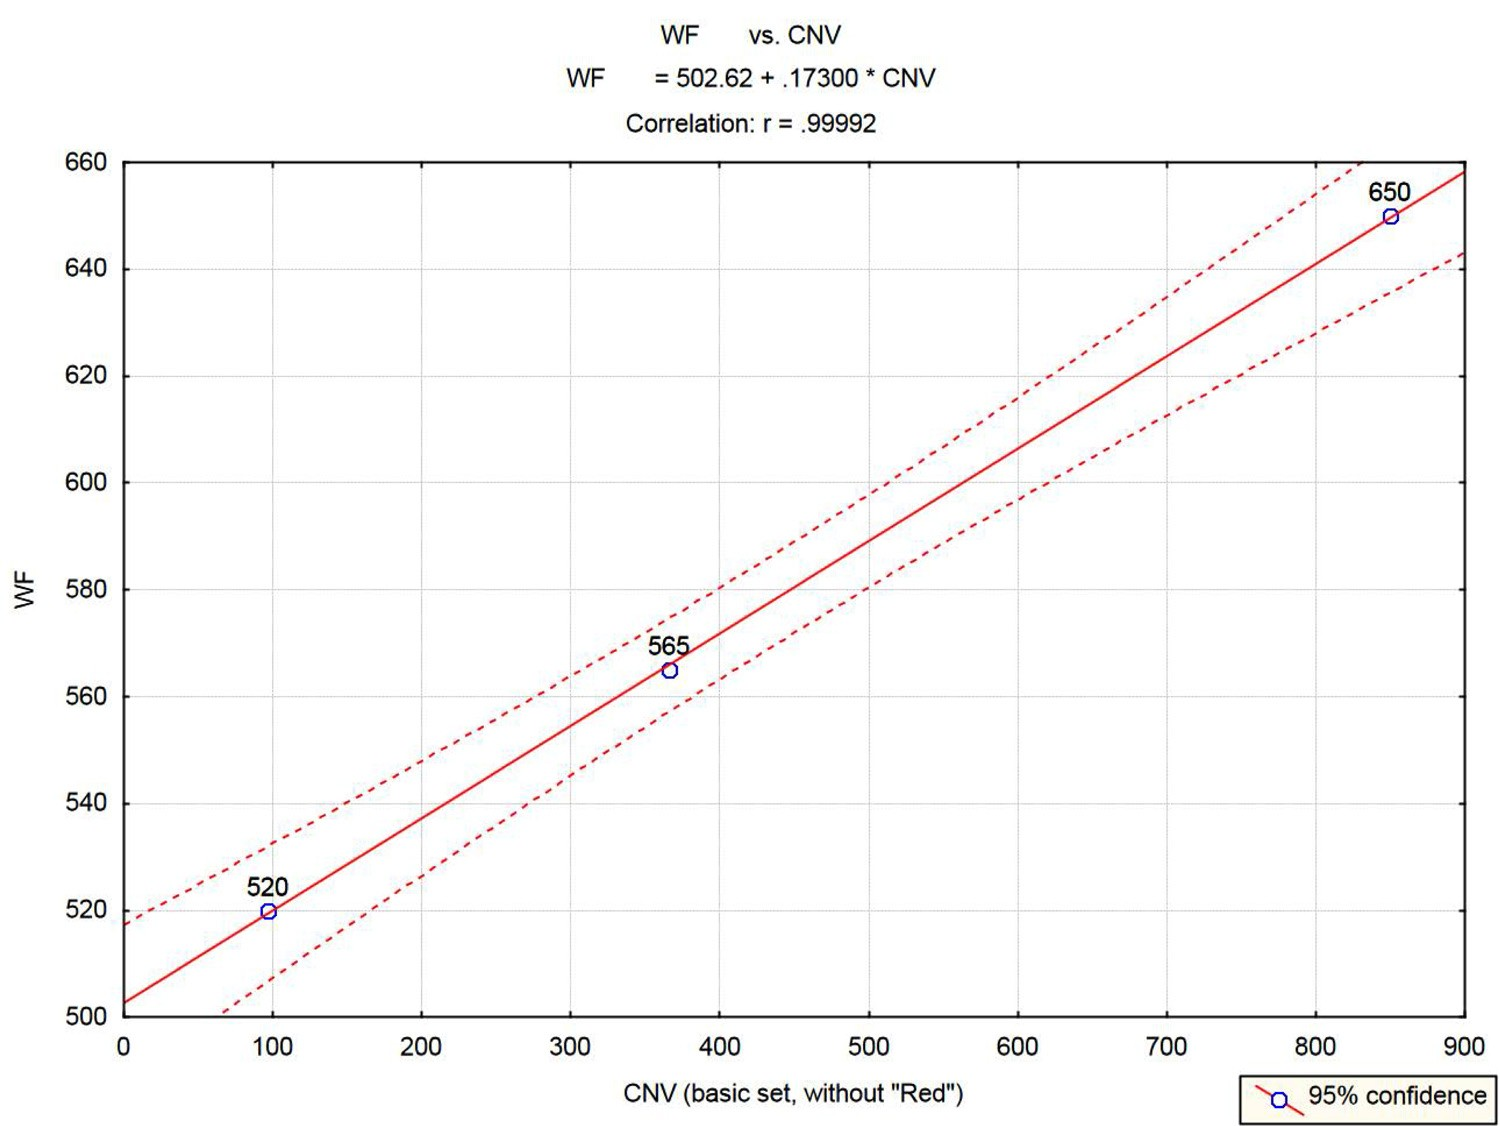 WF vs. CNV
WF = 502.62 + .17300 * CNV
Correlation: r = .99992
660
640
620
600
580
560
540
520
500
WF
650
565
520
0 100 200 300 400 500 600 700 800 900
CNV (basic set, without "Red")
95% confidence